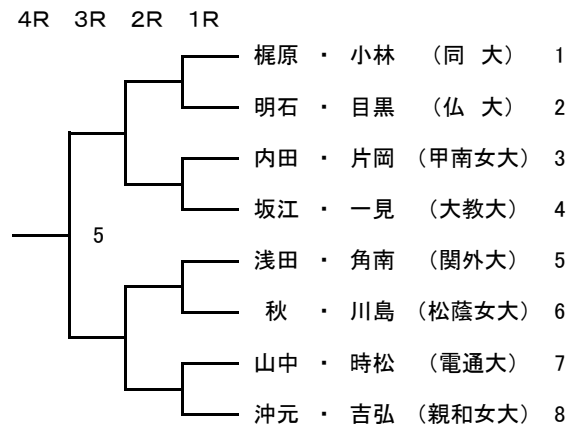 4R 3R 2R 1R
梶原 ・ 小林 （同 大） 1
明石 ・ 目黒 （仏 大） 2
内田 ・ 片岡 （甲南女大） 3
坂江 ・ 一見 （大教大） 4
5
浅田 ・ 角南 （関外大） 5
秋 ・ 川島 （松蔭女大） 6
山中 ・ 時松 （電通大） 7
沖元 ・ 吉弘 （親和女大） 8